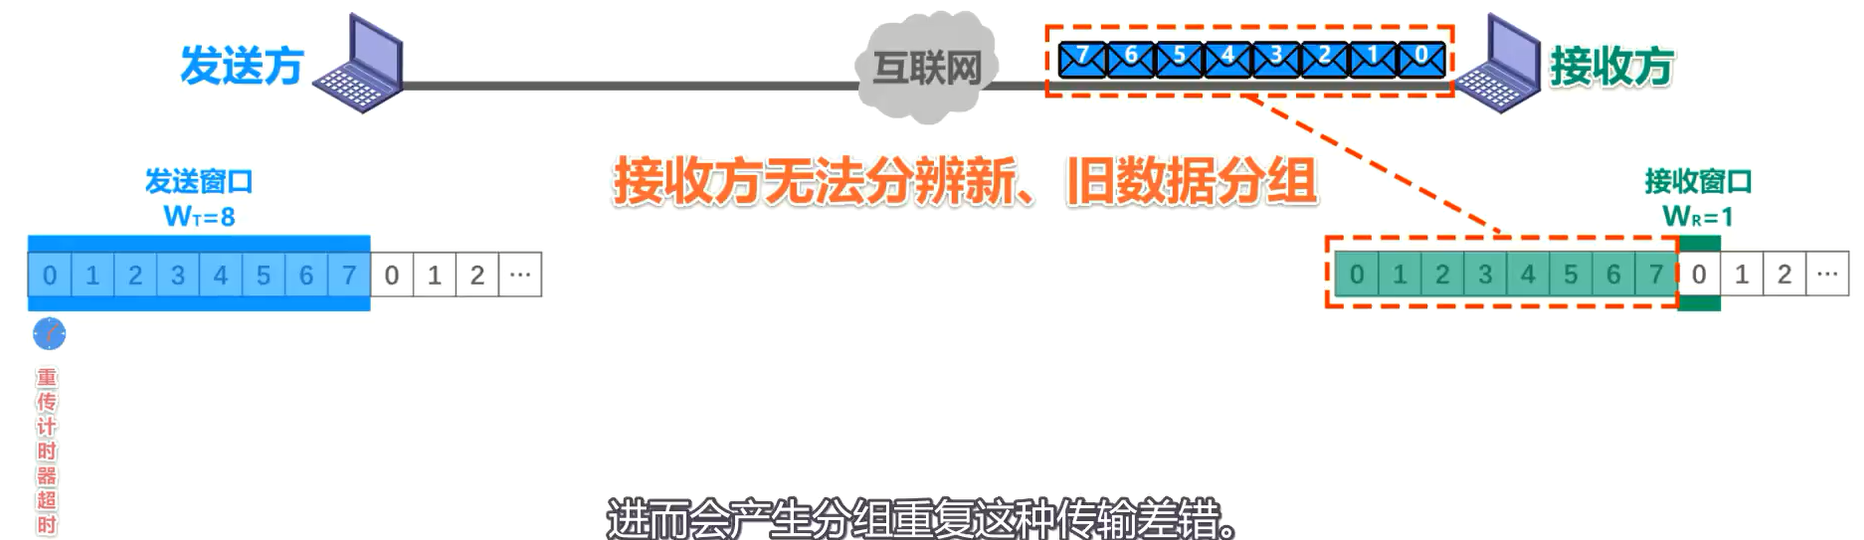 发送方
互联网
7 6 5 4 3 2 1 0
接收方
接收方无法分辨新、旧数据分组
发送窗口
WT=8
0 1 2 3 4 5 6 7 0 1 2 ···
重传计时器超时
接收窗口
WR=1
0 1 2 3 4 5 6 7 0 1 2 ···
进而会产生分组重复这种传输差错。